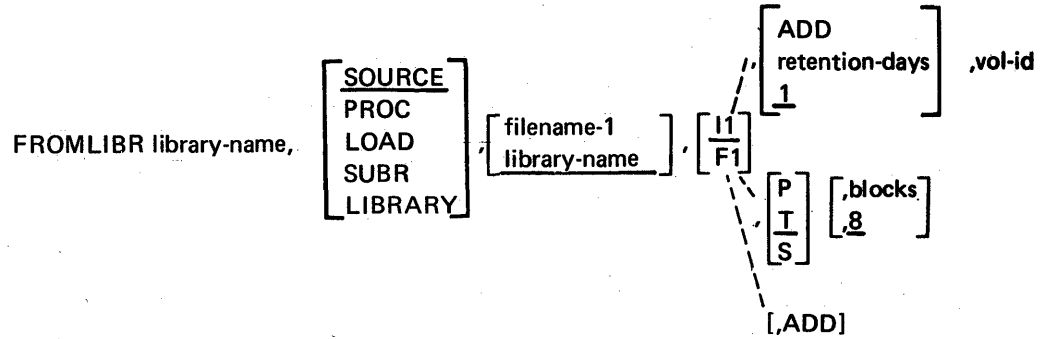 FROMLIBR library-name,
SOURCE
PROC
LOAD
SUBR
LIBRARY
,
filename-1
library-name
,
I1
F1
,
ADD
retention-days
1
,vol-id
,
P
T
S
,blocks
,8
[,ADD]